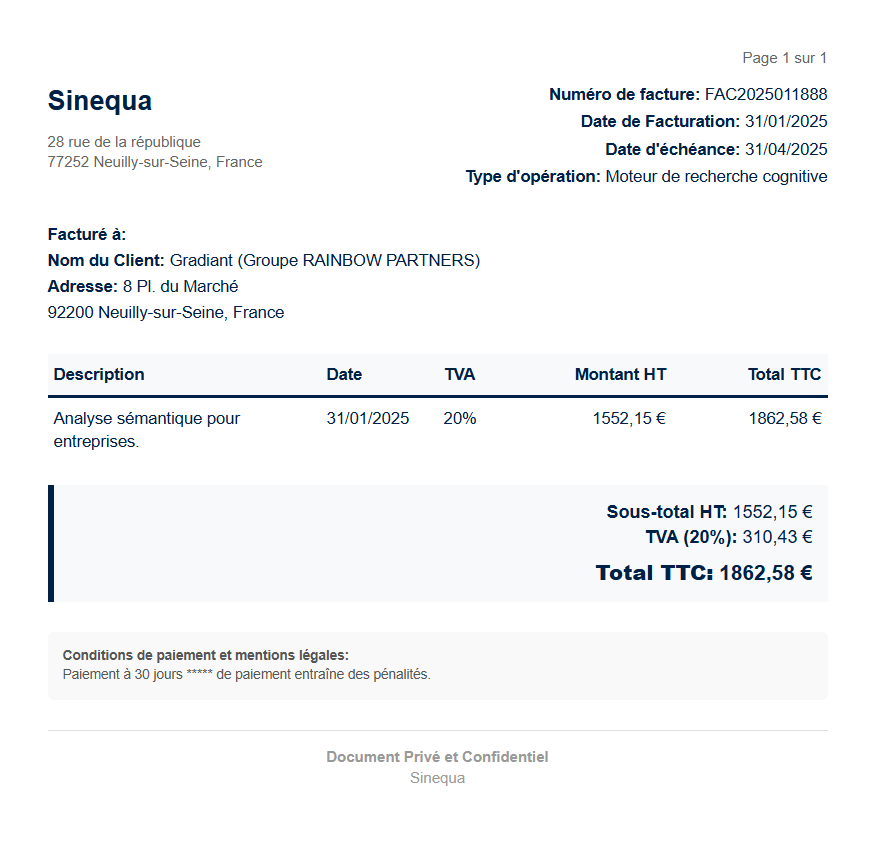 Page 1 sur 1
Sinequa
28 rue de la république
77252 Neuilly-sur-Seine, France
Numéro de facture: FAC2025011888
Date de Facturation: 31/01/2025
Date d'échéance: 31/04/2025
Type d'opération: Moteur de recherche cognitive
Facturé à:
Nom du Client: Gradiant (Groupe RAINBOW PARTNERS)
Adresse: 8 Pl. du Marché
92200 Neuilly-sur-Seine, France
Description Date TVA Montant HT Total TTC
Analyse sémantique pour 31/01/2025 20% 1552,15 € 1862,58 €
entreprises.
Sous-total HT: 1552,15 €
TVA (20%): 310,43 €
Total TTC: 1862,58 €
Conditions de paiement et mentions légales:
Paiement à 30 jours ***** de paiement entraîne des pénalités.
Document Privé et Confidentiel
Sinequa